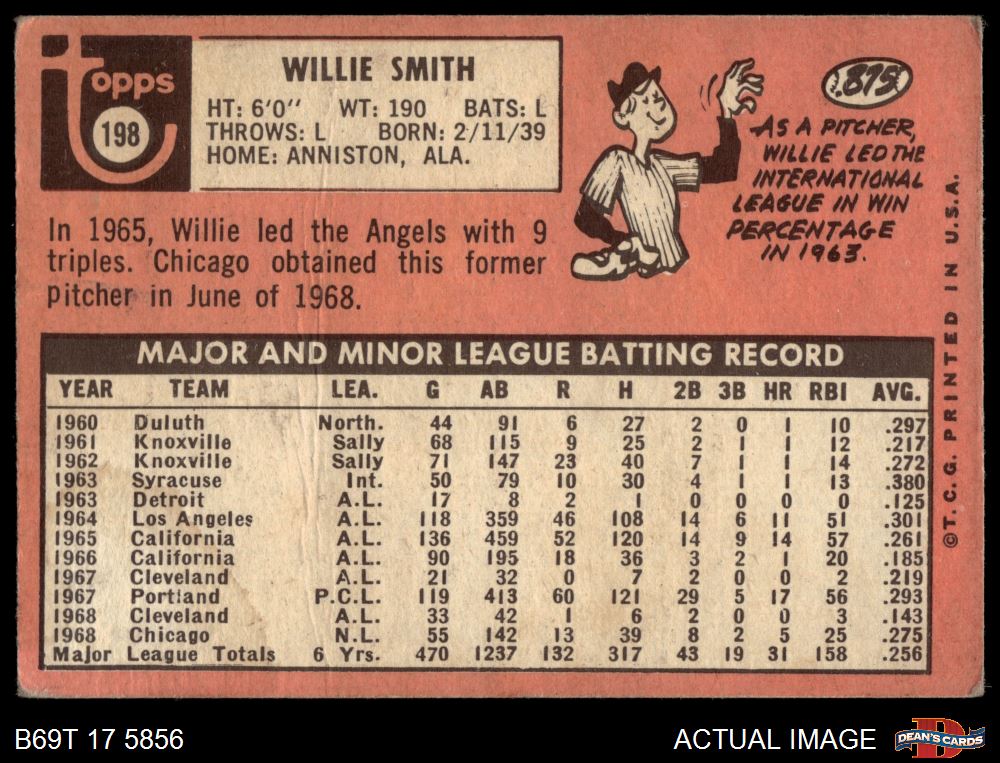 topps
198
WILLIE SMITH
HT: 6'0" WT: 190 BATS: L
THROWS: L BORN: 2/11/39
HOME: ANNISTON, ALA.
In 1965, Willie led the Angels with 9
triples. Chicago obtained this former
pitcher in June of 1968.
.875
AS A PITCHER,
WILLIE LED THE
INTERNATIONAL
LEAGUE IN WIN
PERCENTAGE
IN 1963.
MAJOR AND MINOR LEAGUE BATTING RECORD
YEAR TEAM LEA. G AB R H 2B 3B HR RBI AVG.
1960 Duluth North. 44 91 6 27 2 0 1 10 .297
1961 Knoxville Sally 68 115 9 25 2 1 1 12 .217
1962 Knoxville Sally 71 147 23 40 7 1 1 14 .272
1963 Syracuse Int. 50 79 10 30 4 1 1 13 .380
1963 Detroit A.L. 17 8 2 1 0 0 0 0 .125
1964 Los Angeles A.L. 118 359 46 108 14 6 11 51 .301
1965 California A.L. 136 459 52 120 14 9 14 57 .261
1966 California A.L. 90 195 18 36 3 2 1 20 .185
1967 Cleveland A.L. 21 32 0 7 2 0 0 2 .219
1967 Portland P.C.L. 119 413 60 121 29 5 17 56 .293
1968 Cleveland A.L. 33 42 1 6 2 0 0 3 .143
1968 Chicago N.L. 55 142 13 39 8 2 5 25 .275
Major League Totals 6 Yrs. 470 1237 132 317 43 19 31 158 .256
©T.C.G. PRINTED IN U.S.A.
B69T 17 5856
ACTUAL IMAGE
DEAN'S CARDS